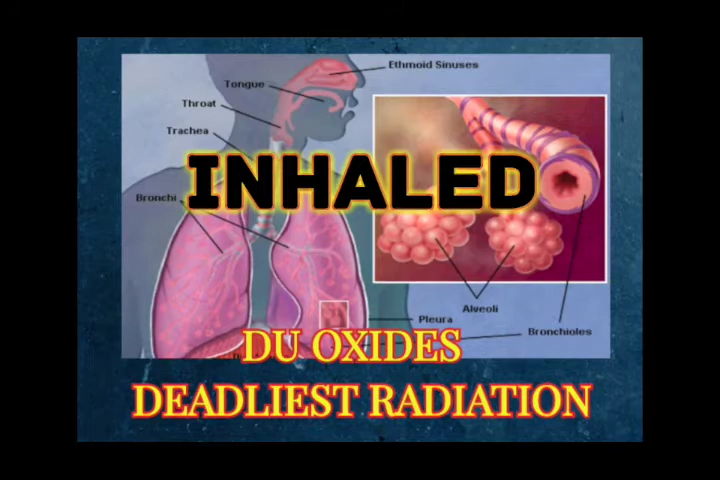 Ethmoid Sinuses
Tongue
Throat
Trachea
INHALED
Bronchi
Alveoli
Pleura
Bronchioles
DU OXIDES
DEADLIEST RADIATION